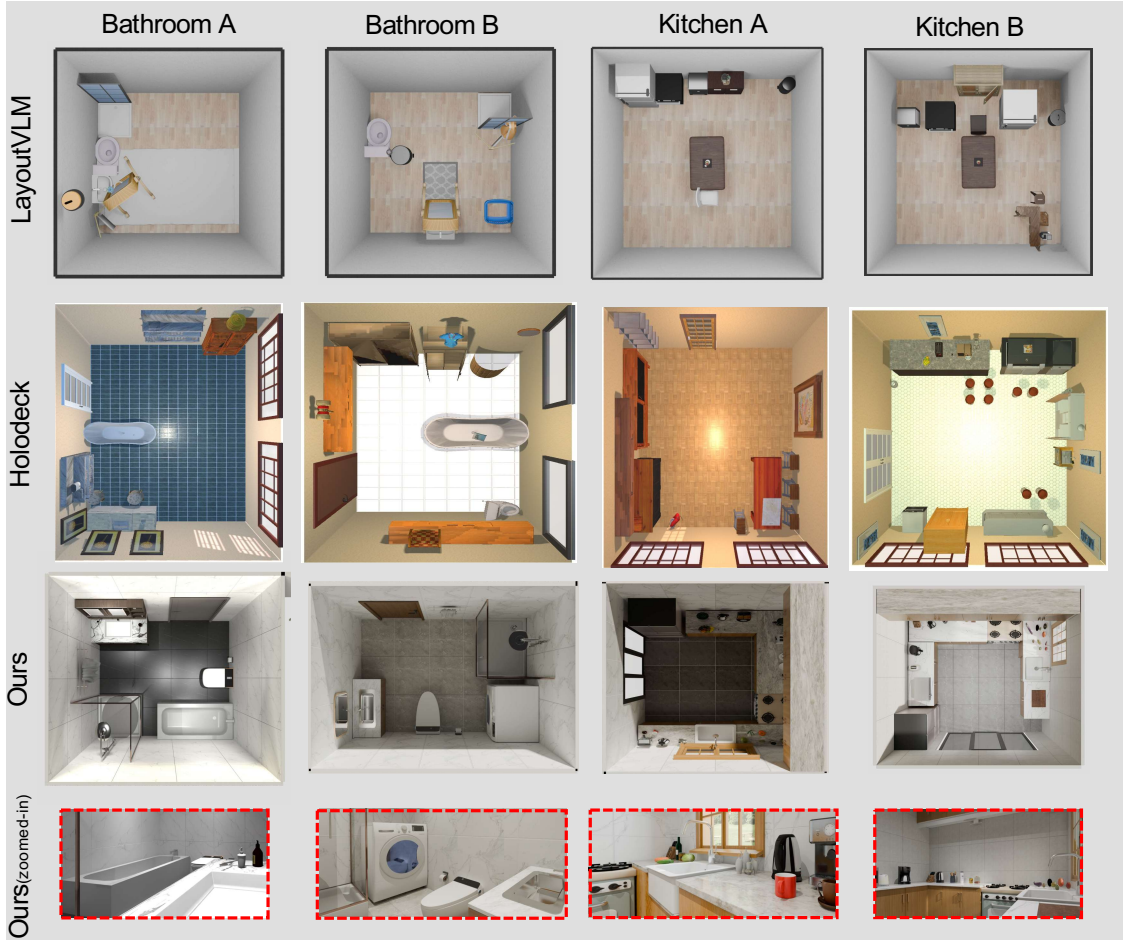 Bathroom A
Bathroom B
Kitchen A
Kitchen B
LayoutVLM
Holodeck
Ours
Ours(zoomed-in)